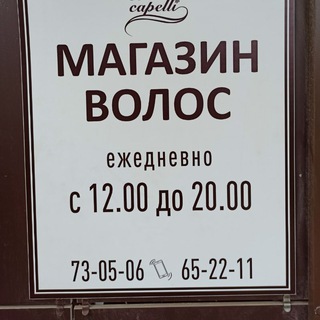 capelli®
МАГАЗИН
ВОЛОС
ежедневно
с 12.00 до 20.00
73-05-06 65-22-11